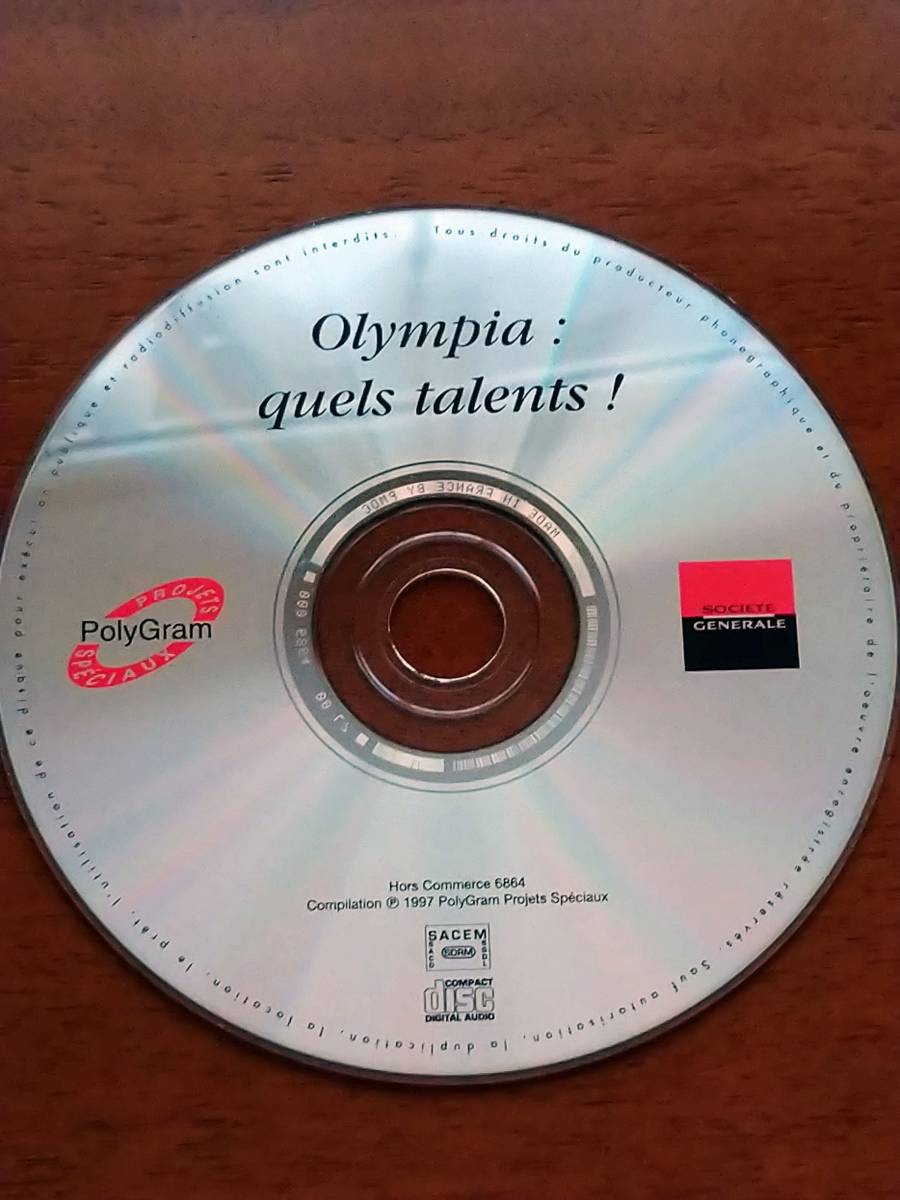 Olympia :
quels talents !
PROJETS
PolyGram
SPÉCIAUX
SOCIETE
GENERALE
MADE IN FRANCE BY PMDC
Hors Commerce 6864
Compilation ℗ 1997 PolyGram Projets Spéciaux
SACEM
SACD
SDRM
SGDL
COMPACT
disc
DIGITAL AUDIO
Tous droits du producteur phonographique et du propriétaire de l'oeuvre enregistrée réservés. Sauf autorisation, la duplication, la location, le prêt, l'utilisation de ce disque pour exécution publique et radiodiffusion sont interdits.